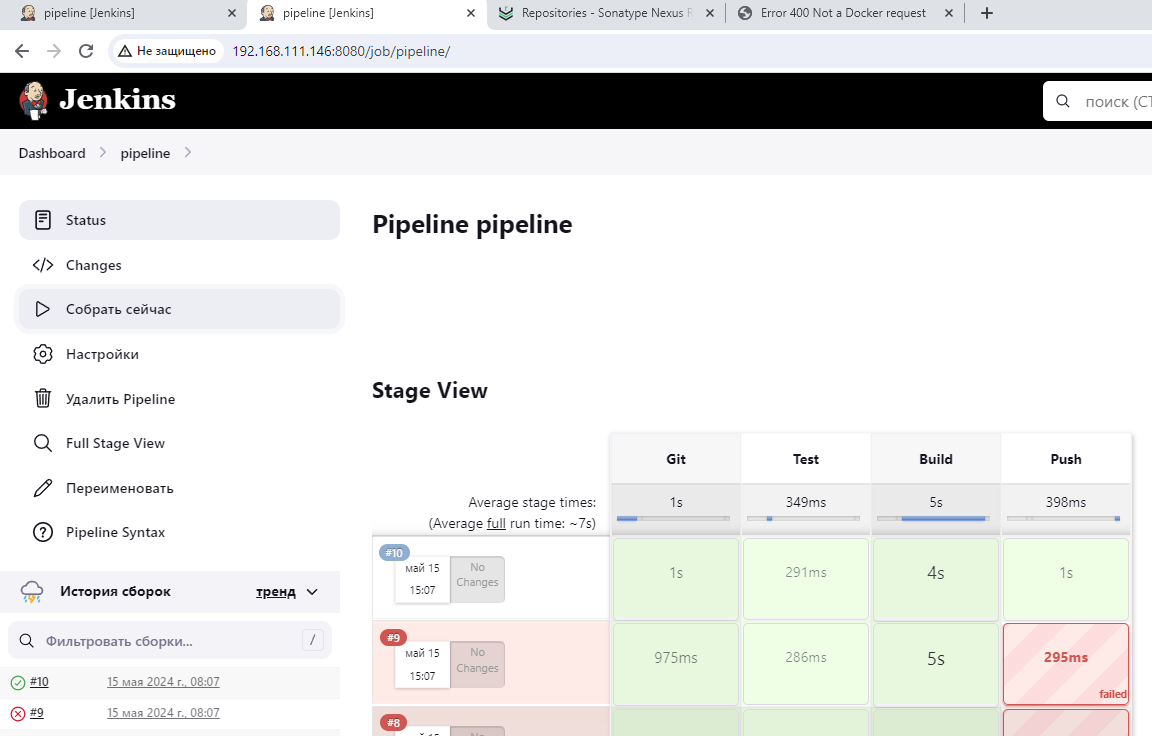 pipeline [Jenkins]
pipeline [Jenkins]
Repositories - Sonatype Nexus R
Error 400 Not a Docker request
Не защищено
192.168.111.146:8080/job/pipeline/
Jenkins
поиск (СТ
Dashboard
pipeline
Status
Changes
Собрать сейчас
Настройки
Удалить Pipeline
Full Stage View
Переименовать
Pipeline Syntax
История сборок
тренд
Фильтровать сборки...
/
#10
15 мая 2024 г., 08:07
#9
15 мая 2024 г., 08:07
Pipeline pipeline
Stage View
Git
Test
Build
Push
Average stage times:
1s
349ms
5s
398ms
(Average full run time: ~7s)
#10
май 15
15:07
No
Changes
1s
291ms
4s
1s
#9
май 15
15:07
No
Changes
975ms
286ms
5s
295ms
failed
#8